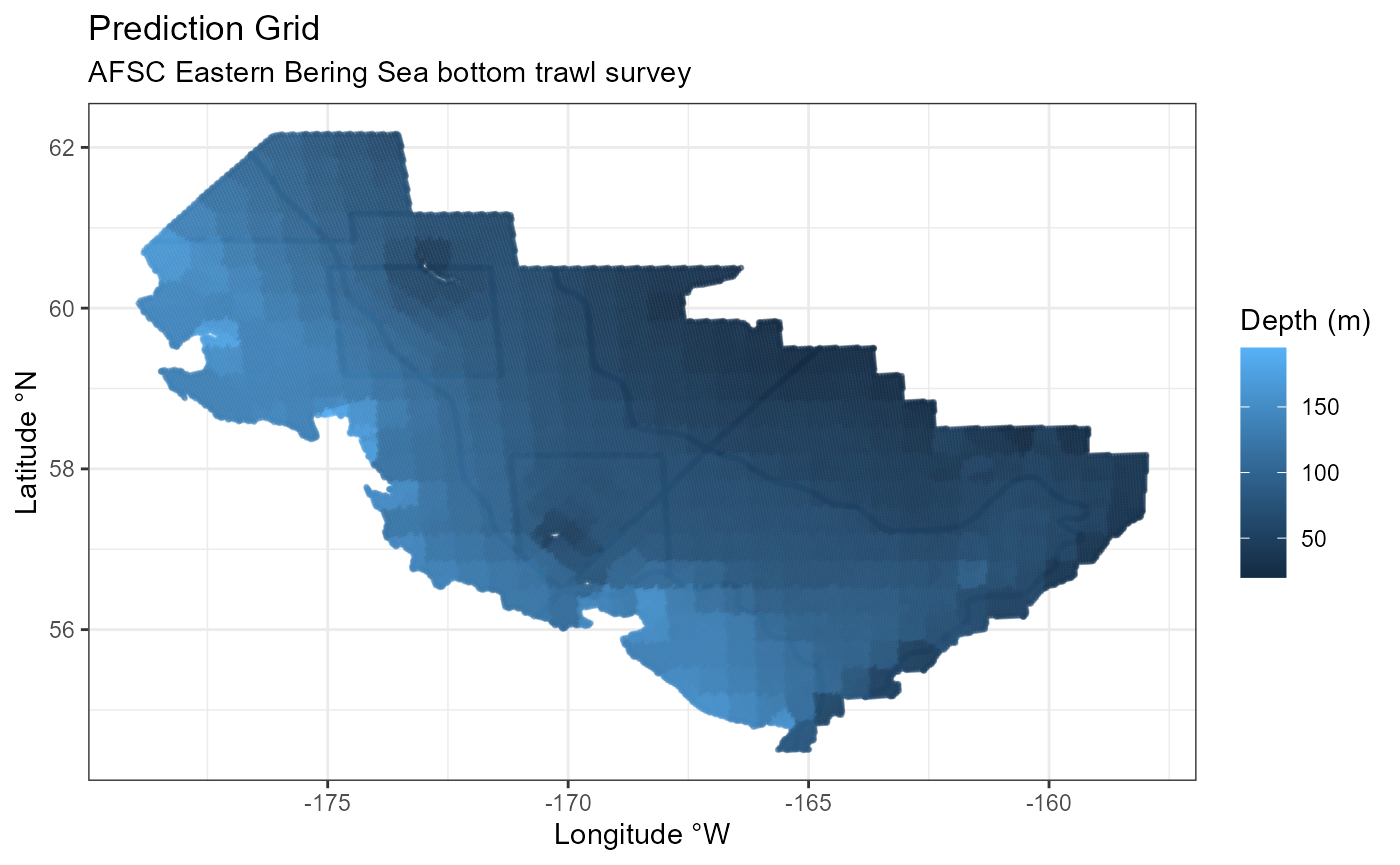 Prediction Grid
AFSC Eastern Bering Sea bottom trawl survey
62
60
58
56
Latitude °N
-175
-170
-165
-160
Longitude °W
Depth (m)
150
100
50